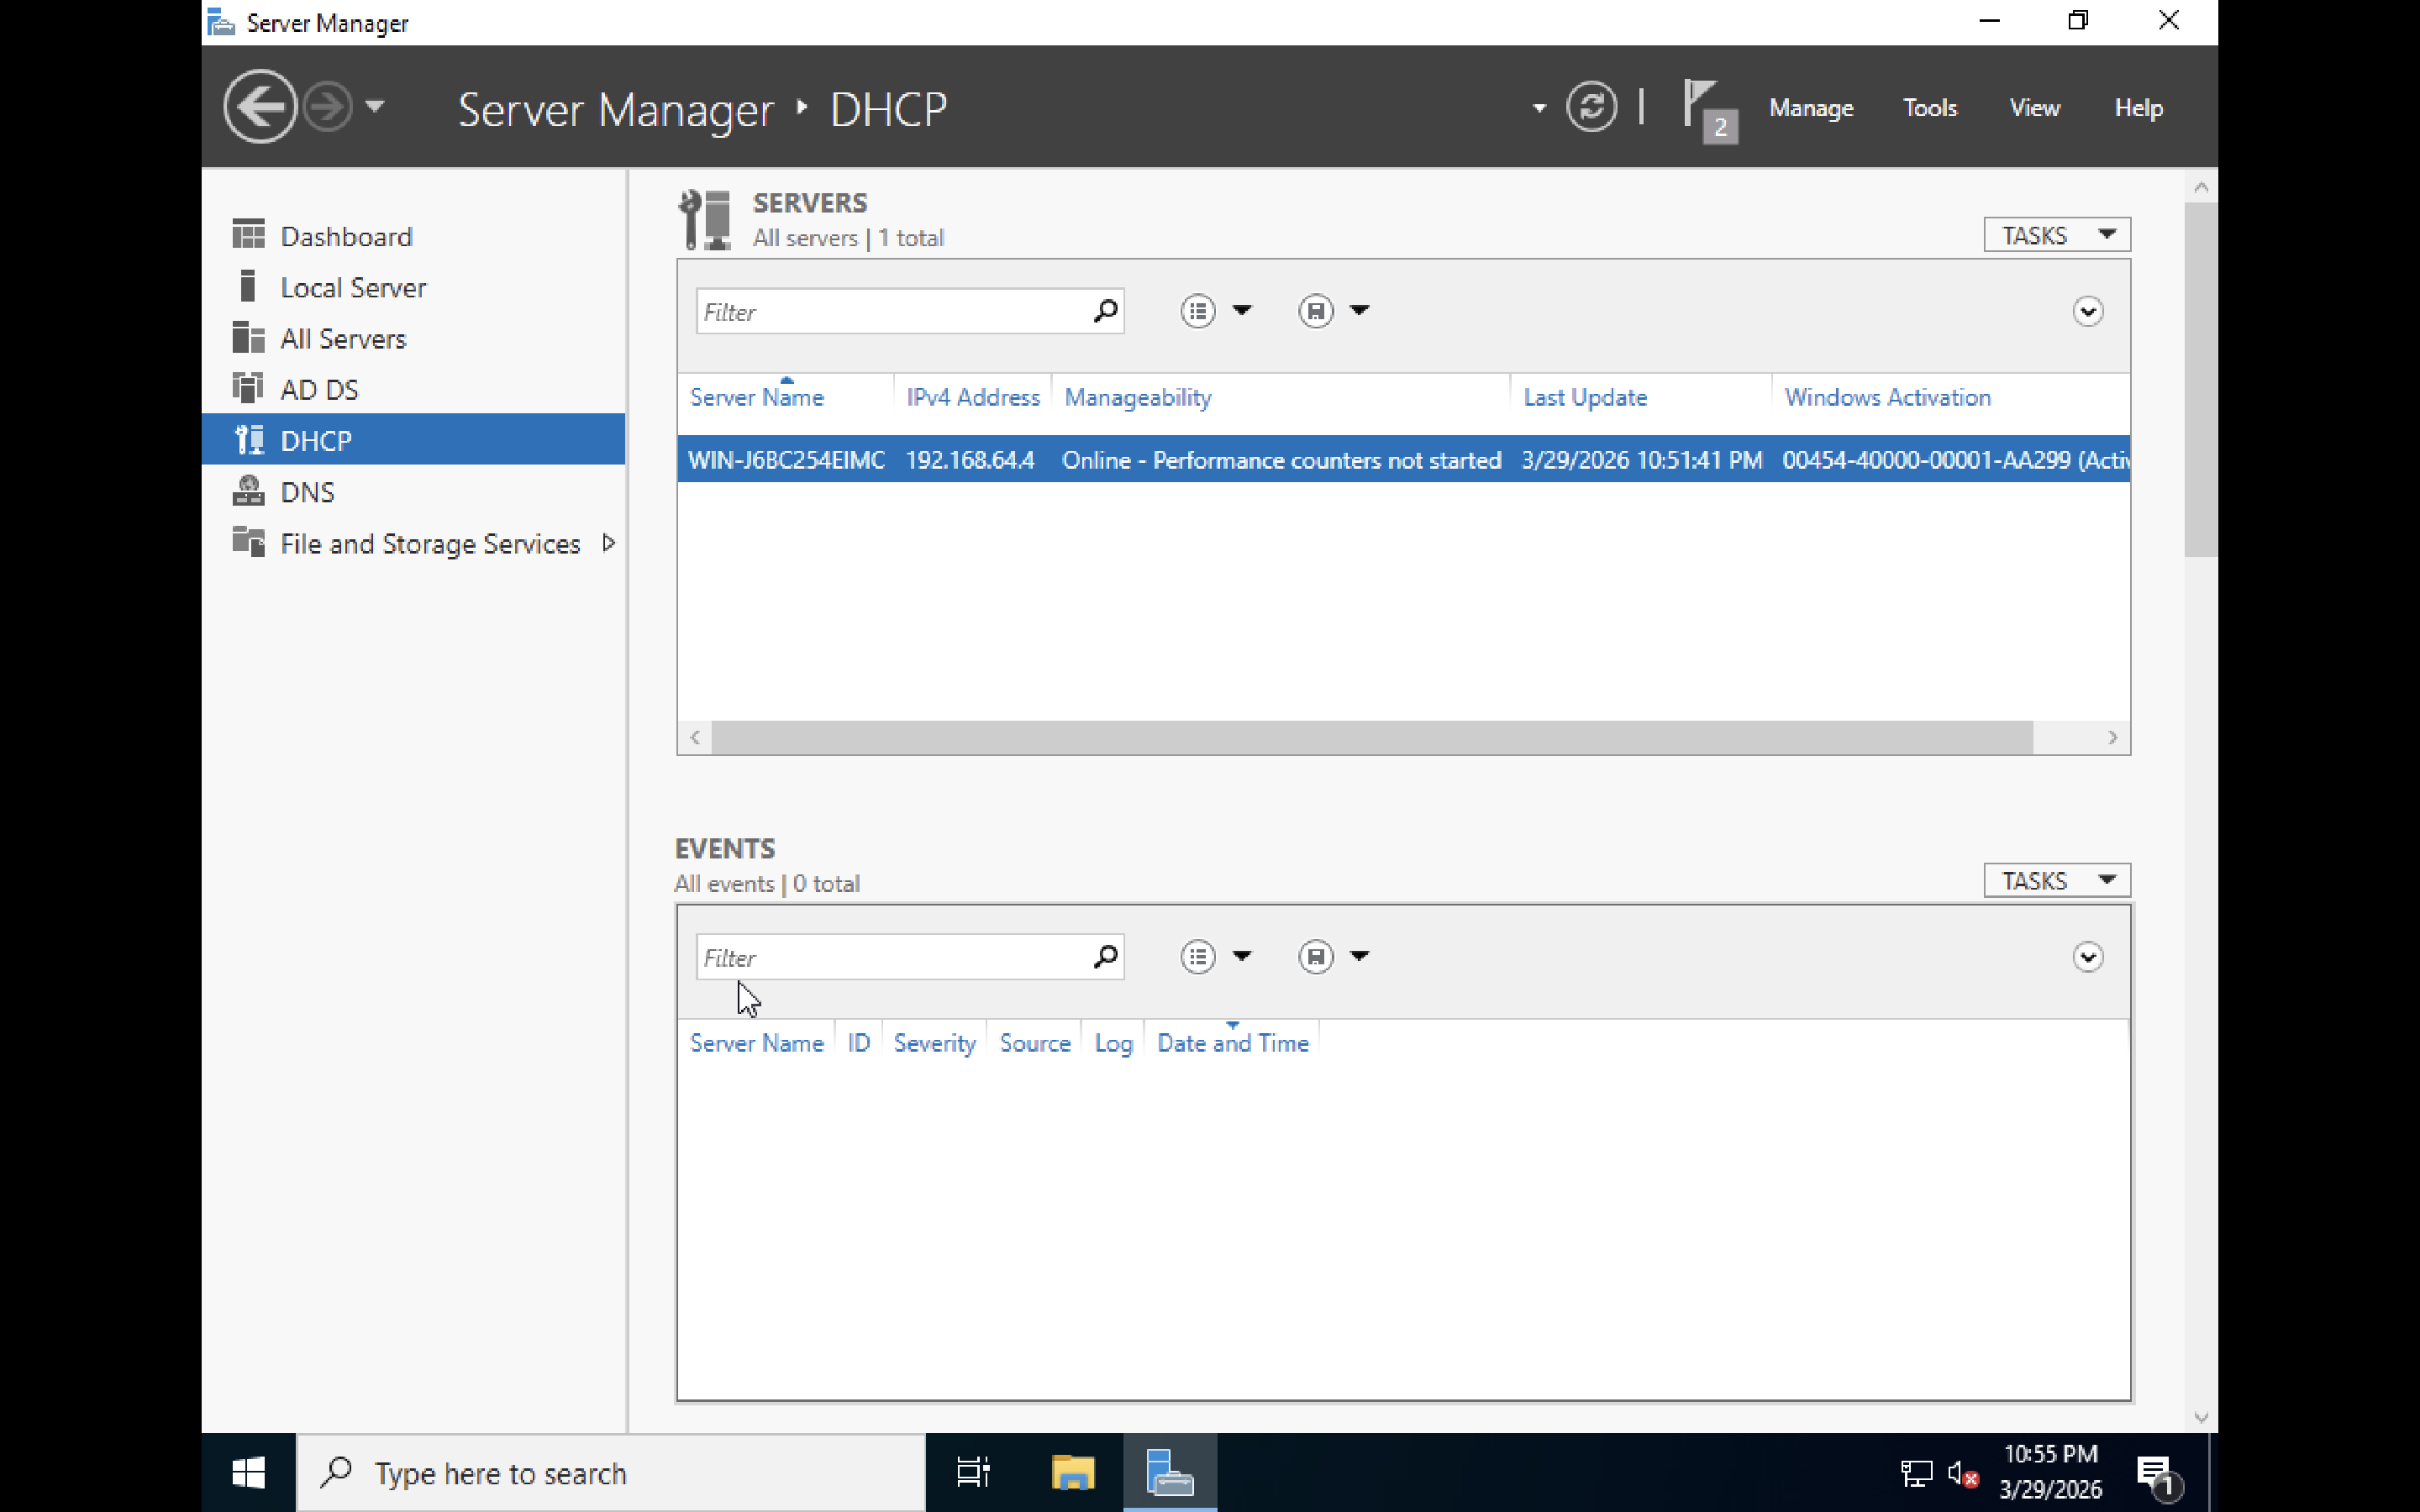 Server Manager
Server Manager DHCP
2 Manage Tools View Help
Dashboard
Local Server
All Servers
AD DS
DHCP
DNS
File and Storage Services
SERVERS
All servers | 1 total
TASKS
Filter
Server Name IPv4 Address Manageability Last Update Windows Activation
WIN-J6BC254EIMC 192.168.64.4 Online - Performance counters not started 3/29/2026 10:51:41 PM 00454-40000-00001-AA299 (Activ
EVENTS
All events | 0 total
TASKS
Filter
Server Name ID Severity Source Log Date and Time
Type here to search
10:55 PM
3/29/2026
1